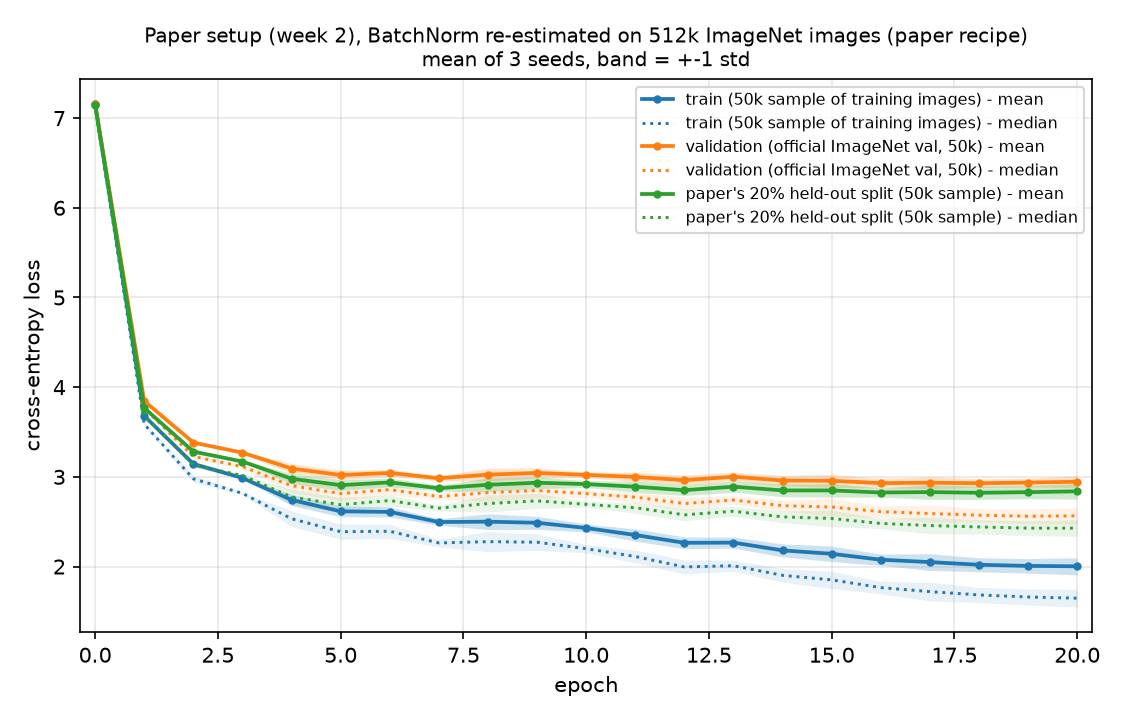 Paper setup (week 2), BatchNorm re-estimated on 512k ImageNet images (paper recipe)
mean of 3 seeds, band = +-1 std
train (50k sample of training images) - mean
train (50k sample of training images) - median
validation (official ImageNet val, 50k) - mean
validation (official ImageNet val, 50k) - median
paper's 20% held-out split (50k sample) - mean
paper's 20% held-out split (50k sample) - median
cross-entropy loss
7
6
5
4
3
2
0.0 2.5 5.0 7.5 10.0 12.5 15.0 17.5 20.0
epoch